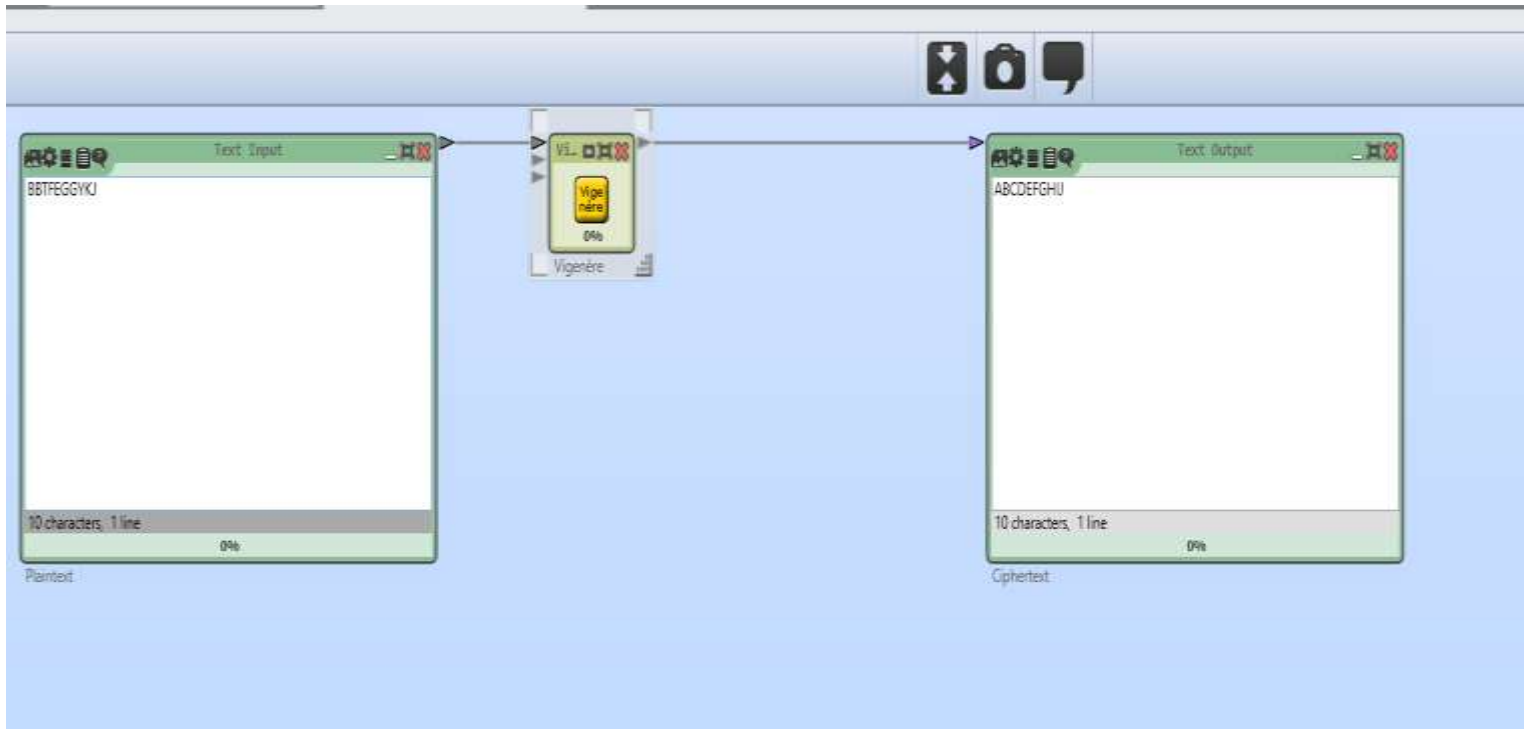 Text Input
BBTFEGGYKJ
10 characters, 1 line
0%
Plaintext
Vi...
Vige
nére
0%
Vigenère
Text Output
ABCDEFGHIJ
10 characters, 1 line
0%
Ciphertext